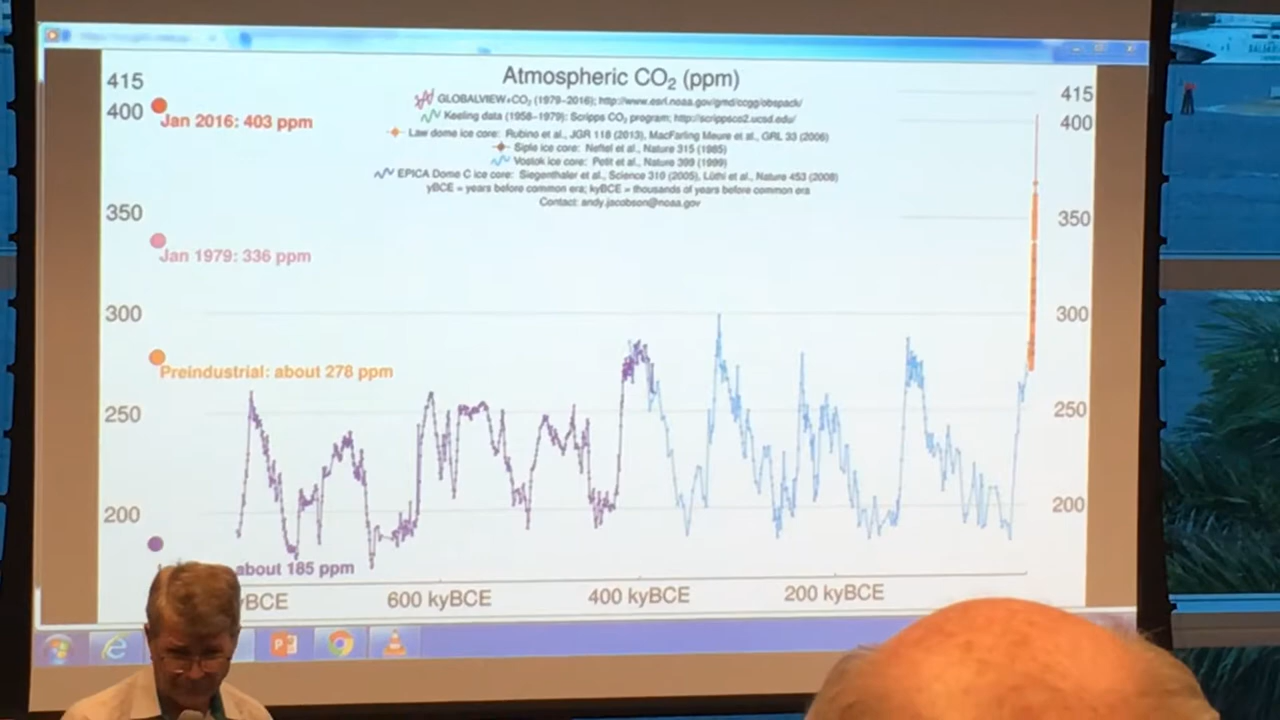 Atmospheric CO₂ (ppm)
GLOBALVIEW+CO₂ (1979-2016); http://www.esrl.noaa.gov/gmd/ccgg/obspack/
Keeling data (1958-1979): Scripps CO₂ program; http://scrippsco2.ucsd.edu/
Law dome ice core: Rubino et al., JGR 118 (2013), MacFarling Meure et al., GRL 33 (2006)
Siple ice core: Neftel et al., Nature 315 (1985)
Vostok ice core: Petit et al., Nature 399 (1999)
EPICA Dome C ice core: Siegenthaler et al., Science 310 (2005), Lüthi et al., Nature 453 (2008)
yBCE = years before common era; kyBCE = thousands of years before common era
Contact: andy.jacobson@noaa.gov
415
400
350
300
250
200
Jan 2016: 403 ppm
Jan 1979: 336 ppm
Preindustrial: about 278 ppm
about 185 ppm
415
400
350
300
250
200
yBCE
600 kyBCE
400 kyBCE
200 kyBCE